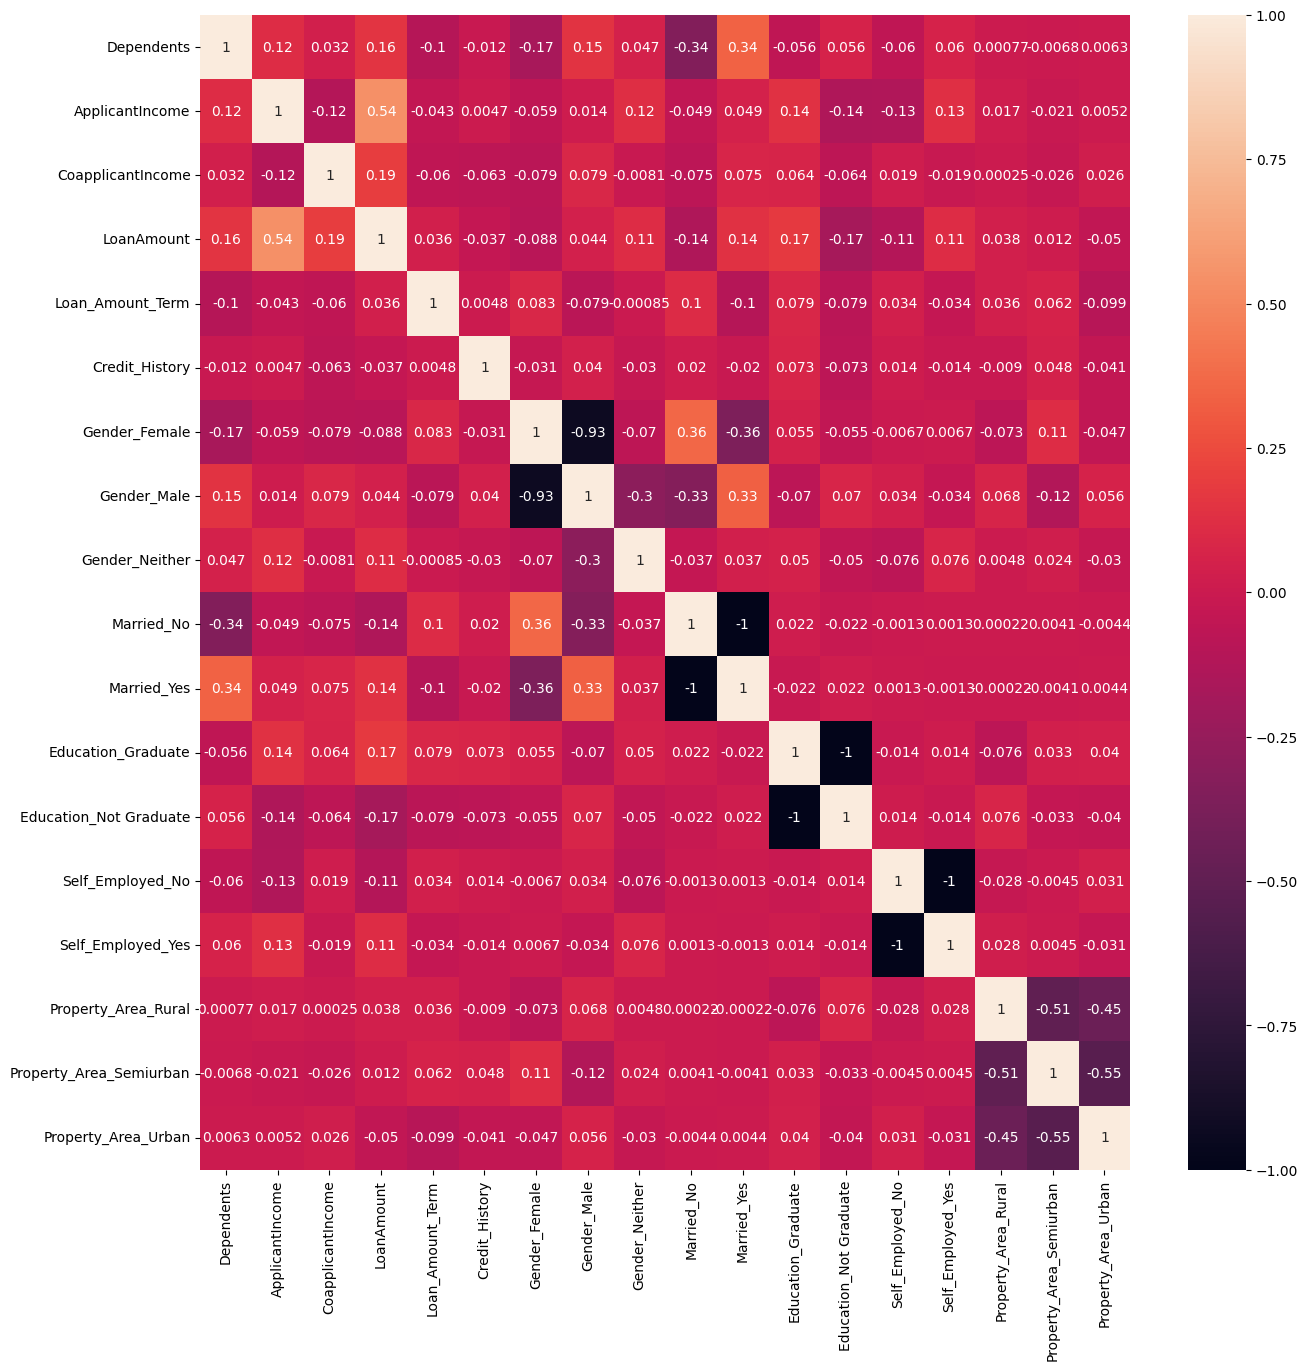 Dependents 1 0.12 0.032 0.16 -0.1 -0.012 -0.17 0.15 0.047 -0.34 0.34 -0.056 0.056 -0.06 0.06 0.00077 -0.0068 0.0063
ApplicantIncome 0.12 1 -0.12 0.54 -0.043 0.0047 -0.059 0.014 0.12 -0.049 0.049 0.14 -0.14 -0.13 0.13 0.017 -0.021 0.0052
CoapplicantIncome 0.032 -0.12 1 0.19 -0.06 -0.063 -0.079 0.079 -0.0081 -0.075 0.075 0.064 -0.064 0.019 -0.019 0.00025 -0.026 0.026
LoanAmount 0.16 0.54 0.19 1 0.036 -0.037 -0.088 0.044 0.11 -0.14 0.14 0.17 -0.17 -0.11 0.11 0.038 0.012 -0.05
Loan_Amount_Term -0.1 -0.043 -0.06 0.036 1 0.0048 0.083 -0.079 -0.00085 0.1 -0.1 0.079 -0.079 0.034 -0.034 0.036 0.062 -0.099
Credit_History -0.012 0.0047 -0.063 -0.037 0.0048 1 -0.031 0.04 -0.03 0.02 -0.02 0.073 -0.073 0.014 -0.014 -0.009 0.048 -0.041
Gender_Female -0.17 -0.059 -0.079 -0.088 0.083 -0.031 1 -0.93 -0.07 0.36 -0.36 0.055 -0.055 -0.0067 0.0067 -0.073 0.11 -0.047
Gender_Male 0.15 0.014 0.079 0.044 -0.079 0.04 -0.93 1 -0.3 -0.33 0.33 -0.07 0.07 0.034 -0.034 0.068 -0.12 0.056
Gender_Neither 0.047 0.12 -0.0081 0.11 -0.00085 -0.03 -0.07 -0.3 1 -0.037 0.037 0.05 -0.05 -0.076 0.076 0.0048 0.024 -0.03
Married_No -0.34 -0.049 -0.075 -0.14 0.1 0.02 0.36 -0.33 -0.037 1 -1 0.022 -0.022 -0.0013 0.0013 0.00022 0.0041 -0.0044
Married_Yes 0.34 0.049 0.075 0.14 -0.1 -0.02 -0.36 0.33 0.037 -1 1 -0.022 0.022 0.0013 -0.0013 -0.00022 -0.0041 0.0044
Education_Graduate -0.056 0.14 0.064 0.17 0.079 0.073 0.055 -0.07 0.05 0.022 -0.022 1 -1 -0.014 0.014 -0.076 0.033 0.04
Education_Not Graduate 0.056 -0.14 -0.064 -0.17 -0.079 -0.073 -0.055 0.07 -0.05 -0.022 0.022 -1 1 0.014 -0.014 0.076 -0.033 -0.04
Self_Employed_No -0.06 -0.13 0.019 -0.11 0.034 0.014 -0.0067 0.034 -0.076 -0.0013 0.0013 -0.014 0.014 1 -1 -0.028 -0.0045 0.031
Self_Employed_Yes 0.06 0.13 -0.019 0.11 -0.034 -0.014 0.0067 -0.034 0.076 0.0013 -0.0013 0.014 -0.014 -1 1 0.028 0.0045 -0.031
Property_Area_Rural 0.00077 0.017 0.00025 0.038 0.036 -0.009 -0.073 0.068 0.0048 0.00022 -0.00022 -0.076 0.076 -0.028 0.028 1 -0.51 -0.45
Property_Area_Semiurban -0.0068 -0.021 -0.026 0.012 0.062 0.048 0.11 -0.12 0.024 0.0041 -0.0041 0.033 -0.033 -0.0045 0.0045 -0.51 1 -0.55
Property_Area_Urban 0.0063 0.0052 0.026 -0.05 -0.099 -0.041 -0.047 0.056 -0.03 -0.0044 0.0044 0.04 -0.04 0.031 -0.031 -0.45 -0.55 1
Dependents
ApplicantIncome
CoapplicantIncome
LoanAmount
Loan_Amount_Term
Credit_History
Gender_Female
Gender_Male
Gender_Neither
Married_No
Married_Yes
Education_Graduate
Education_Not Graduate
Self_Employed_No
Self_Employed_Yes
Property_Area_Rural
Property_Area_Semiurban
Property_Area_Urban
1.00
0.75
0.50
0.25
0.00
−0.25
−0.50
−0.75
−1.00